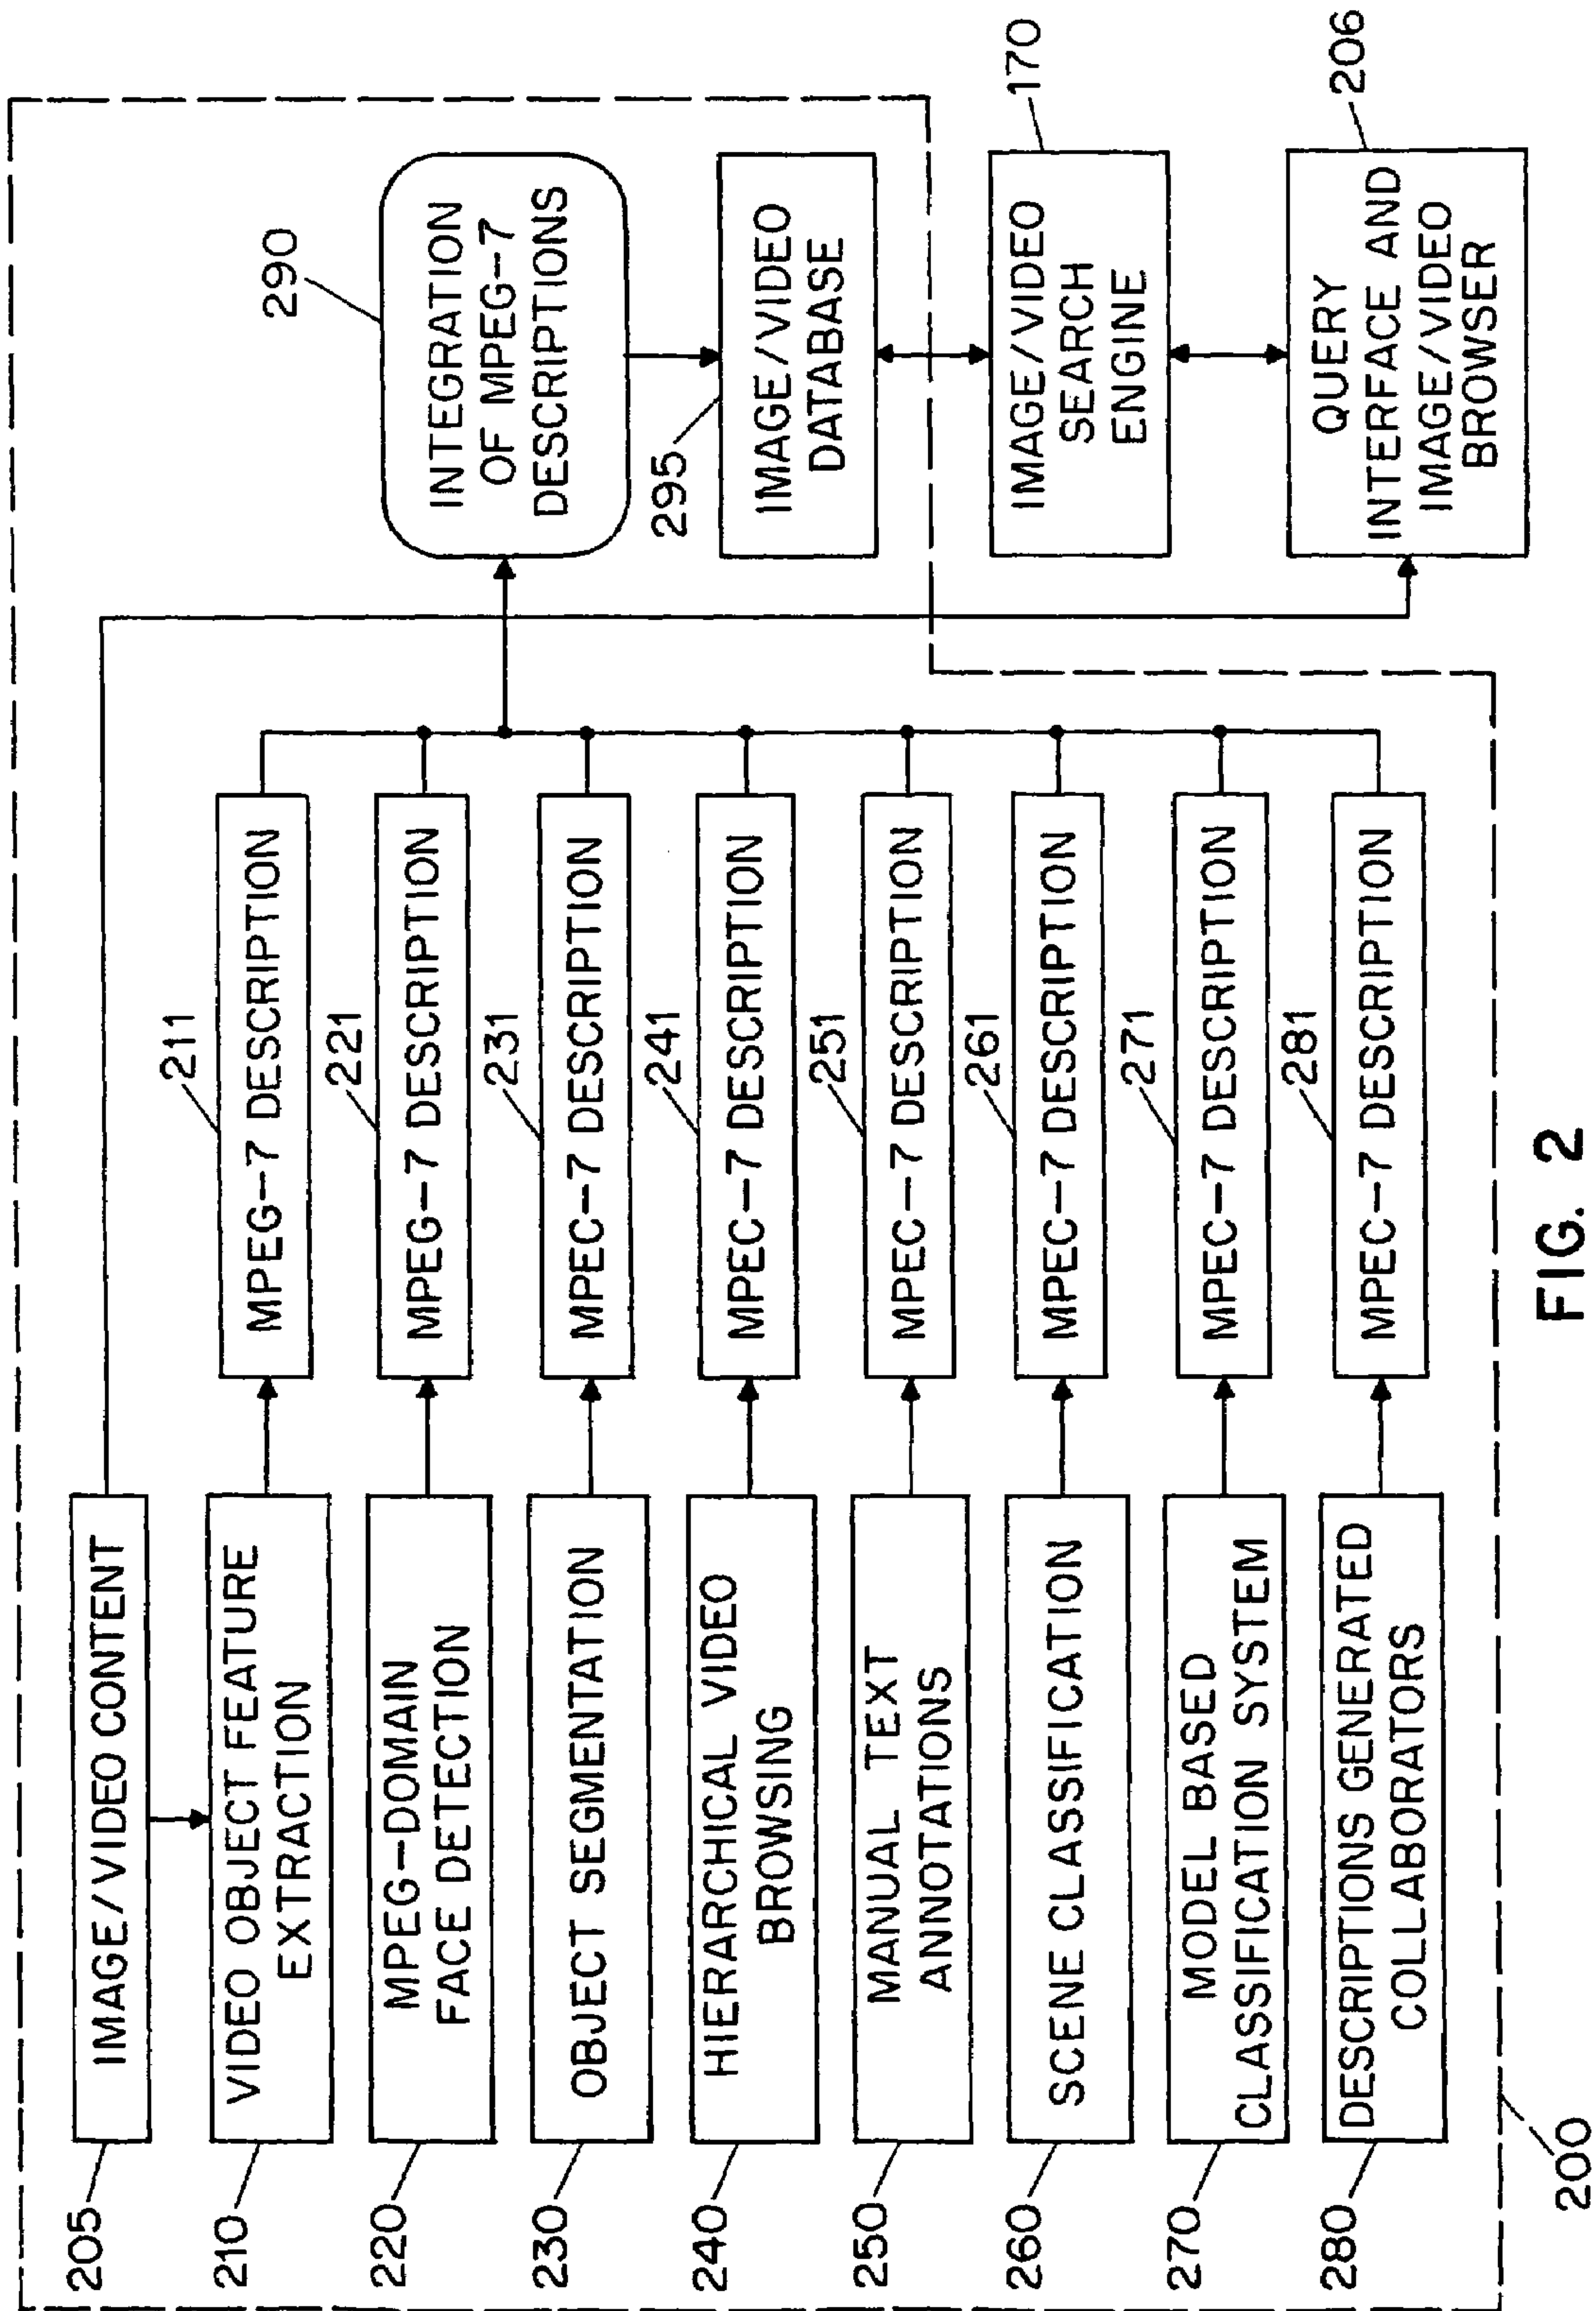 205
IMAGE/VIDEO CONTENT
210
VIDEO OBJECT FEATURE
EXTRACTION
211
MPEG-7 DESCRIPTION
220
MPEG-DOMAIN
FACE DETECTION
221
MPEG-7 DESCRIPTION
230
OBJECT SEGMENTATION
231
MPEC-7 DESCRIPTION
240
HIERARCHICAL VIDEO
BROWSING
241
MPEC-7 DESCRIPTION
250
MANUAL TEXT
ANNOTATIONS
251
MPEC-7 DESCRIPTION
260
SCENE CLASSIFICATION
261
MPEC-7 DESCRIPTION
270
MODEL BASED
CLASSIFICATION SYSTEM
271
MPEC-7 DESCRIPTION
280
DESCRIPTIONS GENERATED
COLLABORATORS
281
MPEC-7 DESCRIPTION
290
INTEGRATION
OF MPEG-7
DESCRIPTIONS
295
IMAGE/VIDEO
DATABASE
170
IMAGE/VIDEO
SEARCH
ENGINE
206
QUERY
INTERFACE AND
IMAGE/VIDEO
BROWSER
200
FIG. 2